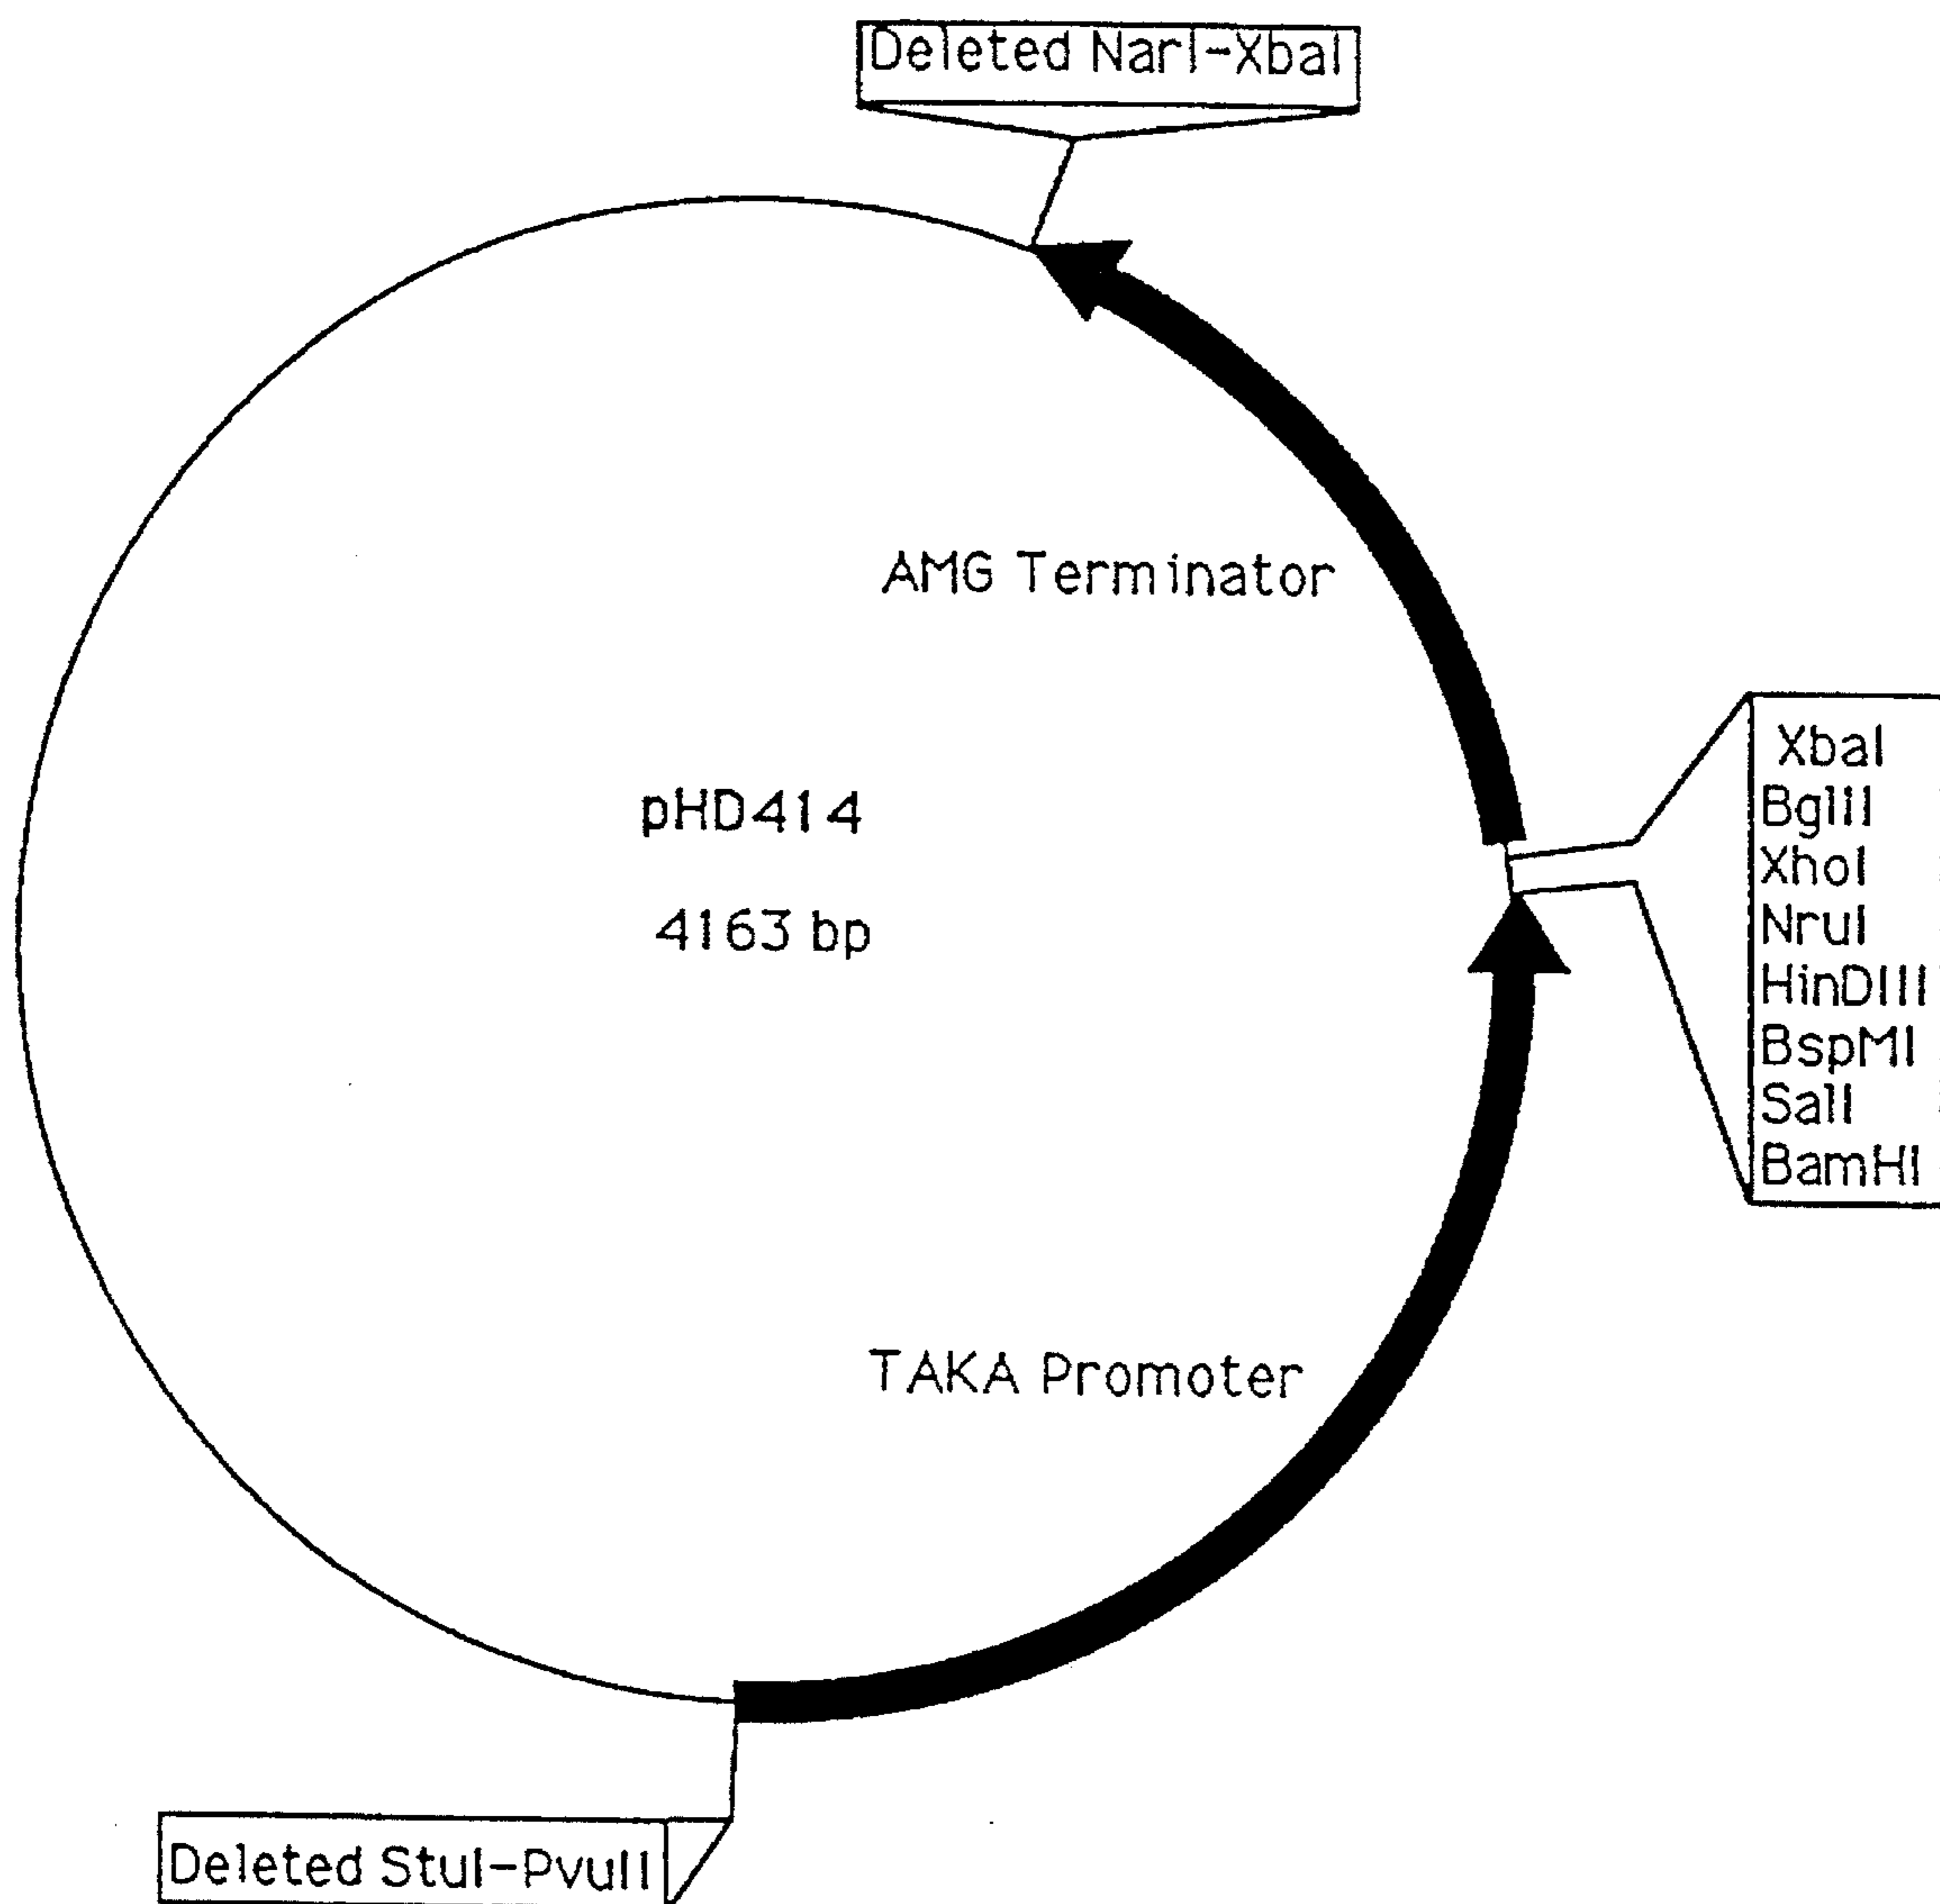 Deleted NarI-XbaI
AMG Terminator
pHD414
4163 bp
XbaI
BglII
XhoI
NruI
HinDIII
BspMI
SalI
BamHI
TAKA Promoter
Deleted StuI-PvuII